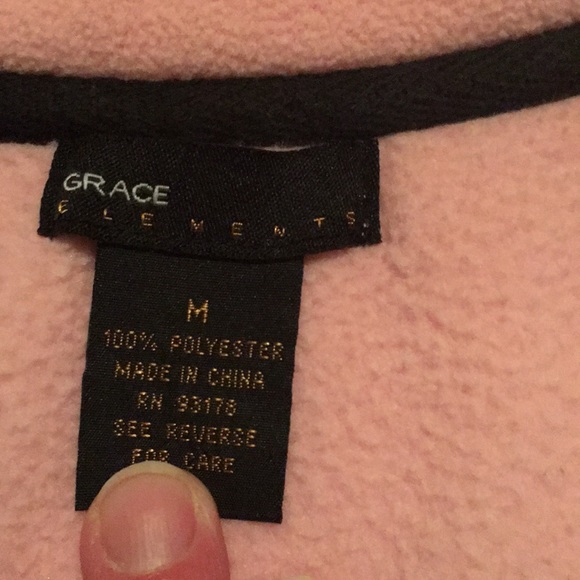 GRACE
ELEMENTS
M
100% POLYESTER
MADE IN CHINA
RN 93178
SEE REVERSE
FOR CARE